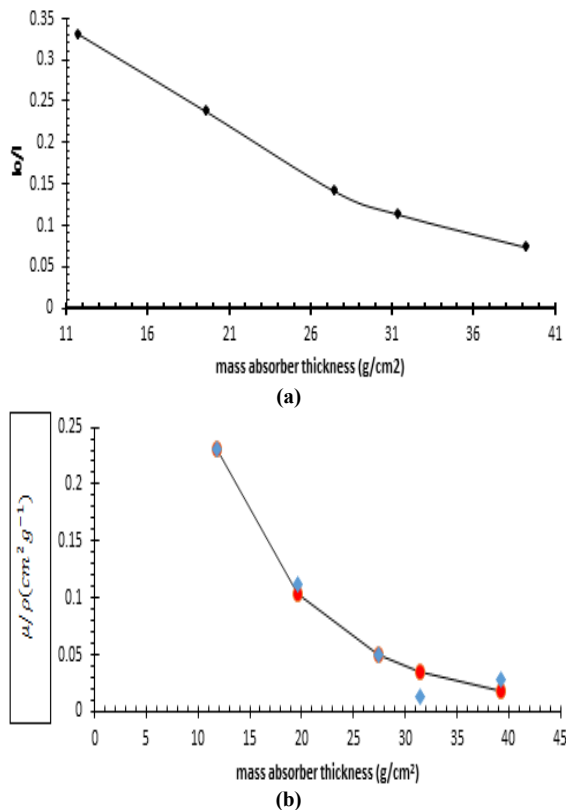 0.35
0.3
0.25
0.2
0.15
0.1
0.05
0
Io/I
11 16 21 26 31 36 41
mass absorber thickness (g/cm2)
(a)
0.25
0.2
0.15
0.1
0.05
0
μ/ρ(cm² g⁻¹)
0 5 10 15 20 25 30 35 40 45
mass absorber thickness (g/cm²)
(b)